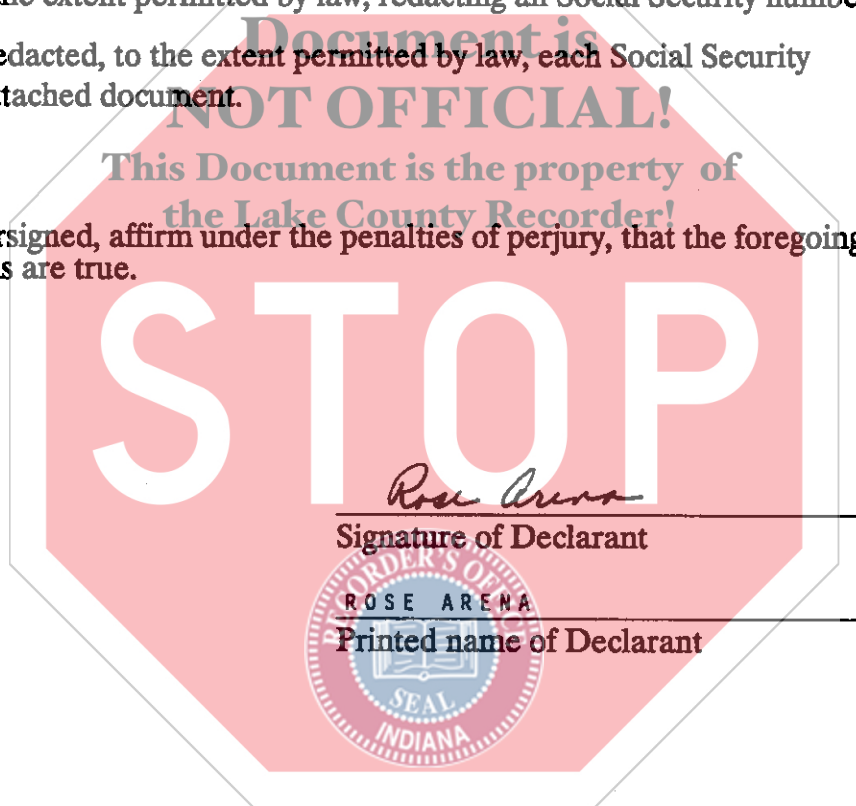 the extent permitted by law, redacting all Social Security numbe
edacted, to the extent permitted by law, each Social Security
ttached document.
Document is
NOT OFFICIAL!
This Document is the property of
the Lake County Recorder!
rsigned, affirm under the penalties of perjury, that the foregoing
s are true.
STOP
Rose Arena
Signature of Declarant
ROSE ARENA
Printed name of Declarant
RECORDER'S OFFICE
SEAL
INDIANA